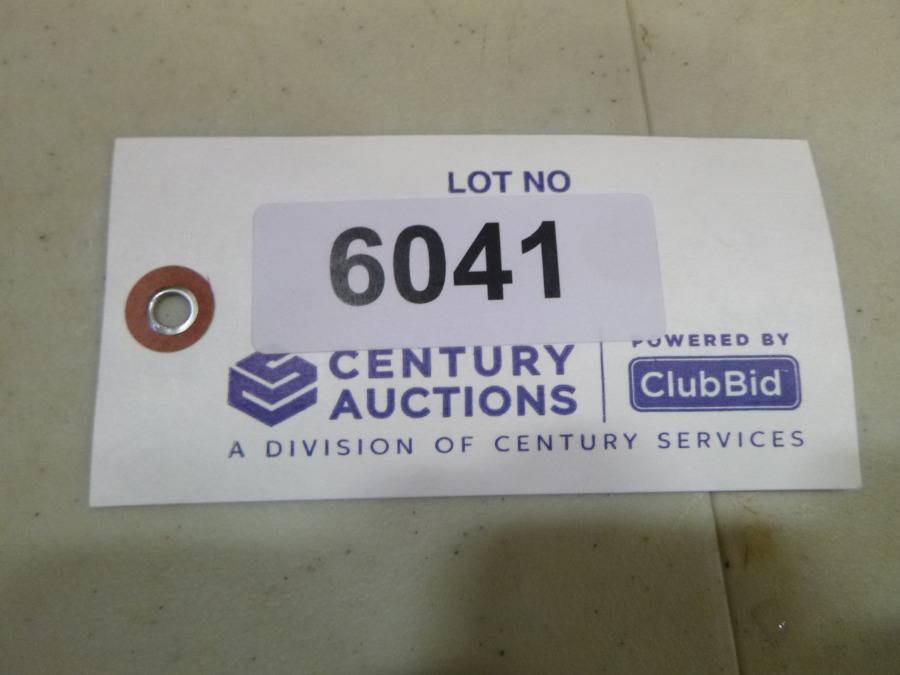 LOT NO
6041
CENTURY
AUCTIONS
POWERED BY
ClubBid
A DIVISION OF CENTURY SERVICES